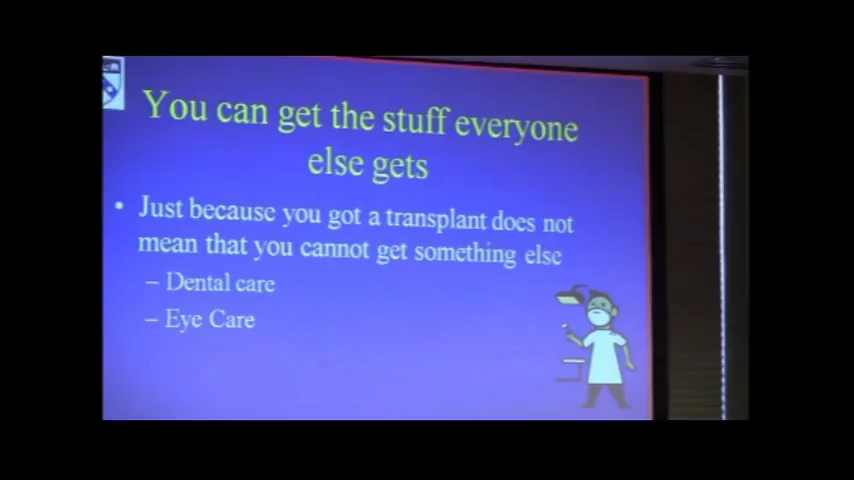 You can get the stuff everyone
else gets
• Just because you got a transplant does not
mean that you cannot get something else
– Dental care
– Eye Care